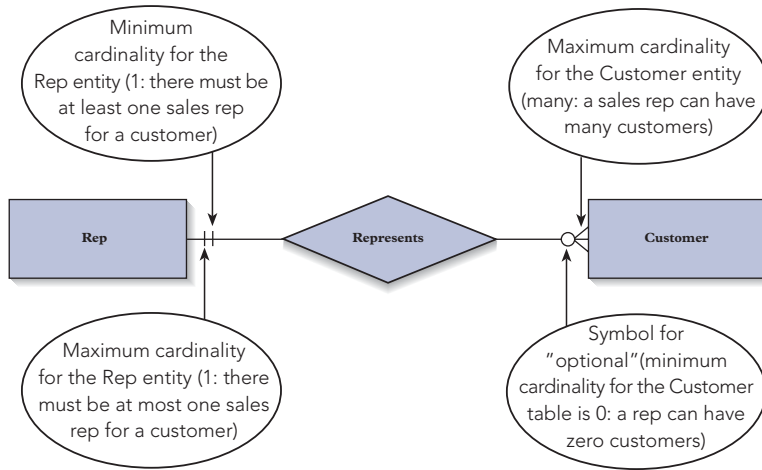 Minimum
cardinality for the
Rep entity (1: there must be
at least one sales rep
for a customer)
Maximum cardinality
for the Customer entity
(many: a sales rep can have
many customers)
Rep
Represents
Customer
Maximum cardinality
for the Rep entity (1: there
must be at most one sales
rep for a customer)
Symbol for
"optional"(minimum
cardinality for the Customer
table is 0: a rep can have
zero customers)